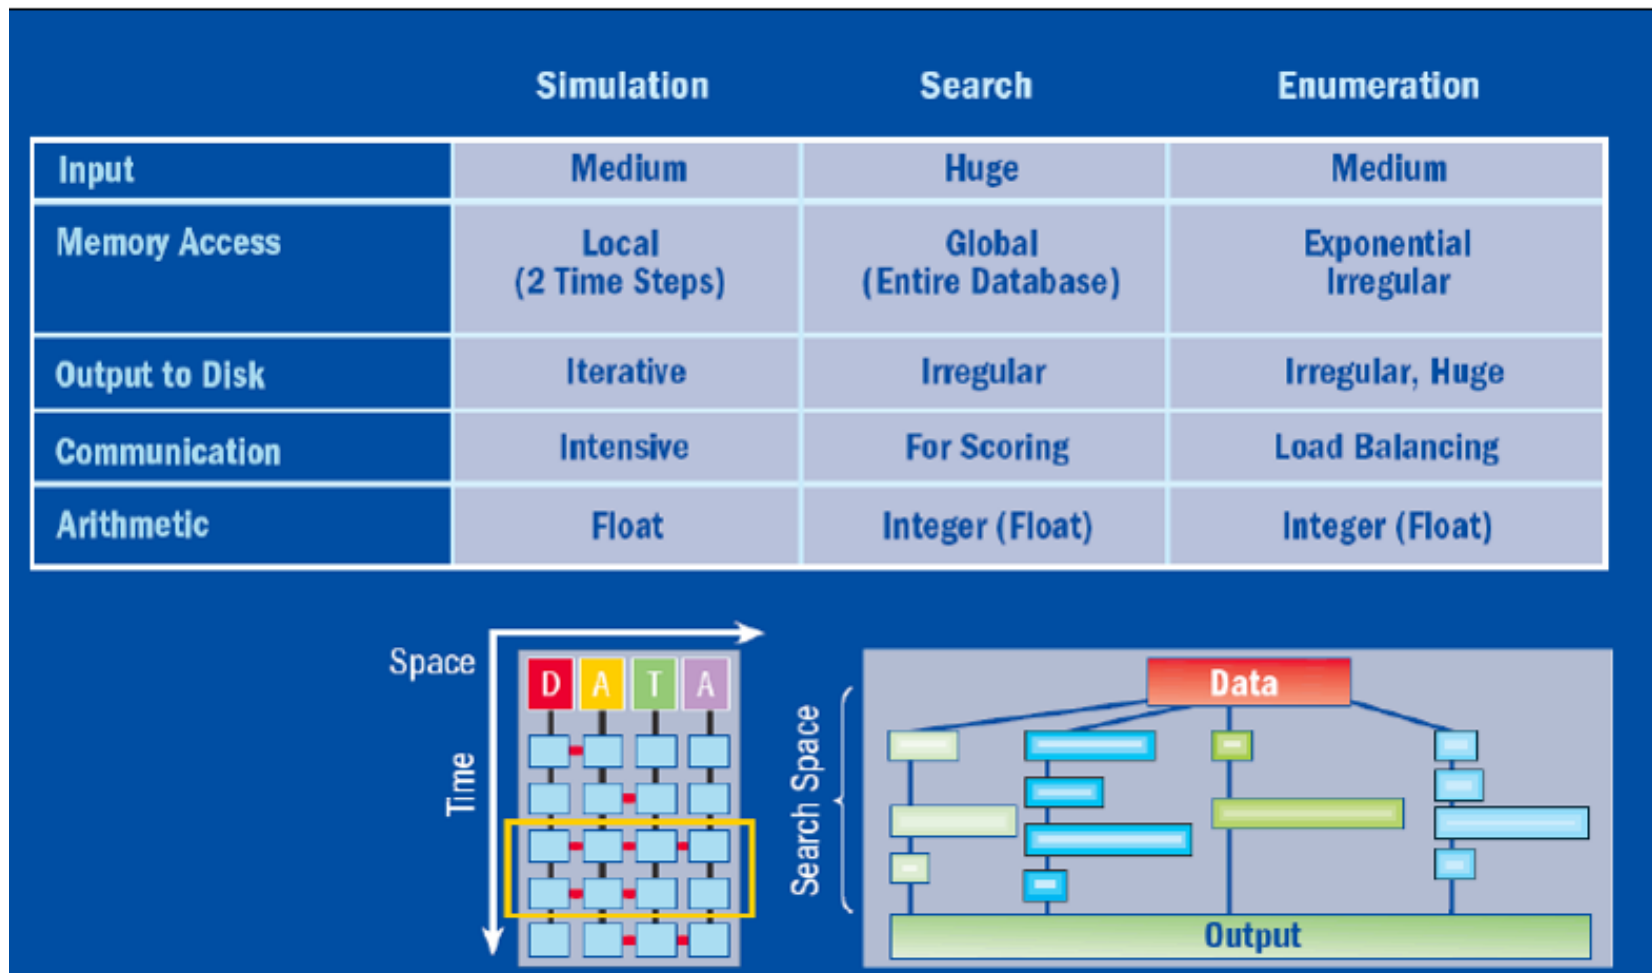 Simulation Search Enumeration
Input Medium Huge Medium
Memory Access Local Global Exponential
(2 Time Steps) (Entire Database) Irregular
Output to Disk Iterative Irregular Irregular, Huge
Communication Intensive For Scoring Load Balancing
Arithmetic Float Integer (Float) Integer (Float)
Space
D A T A
Time
Search Space
Data
Output